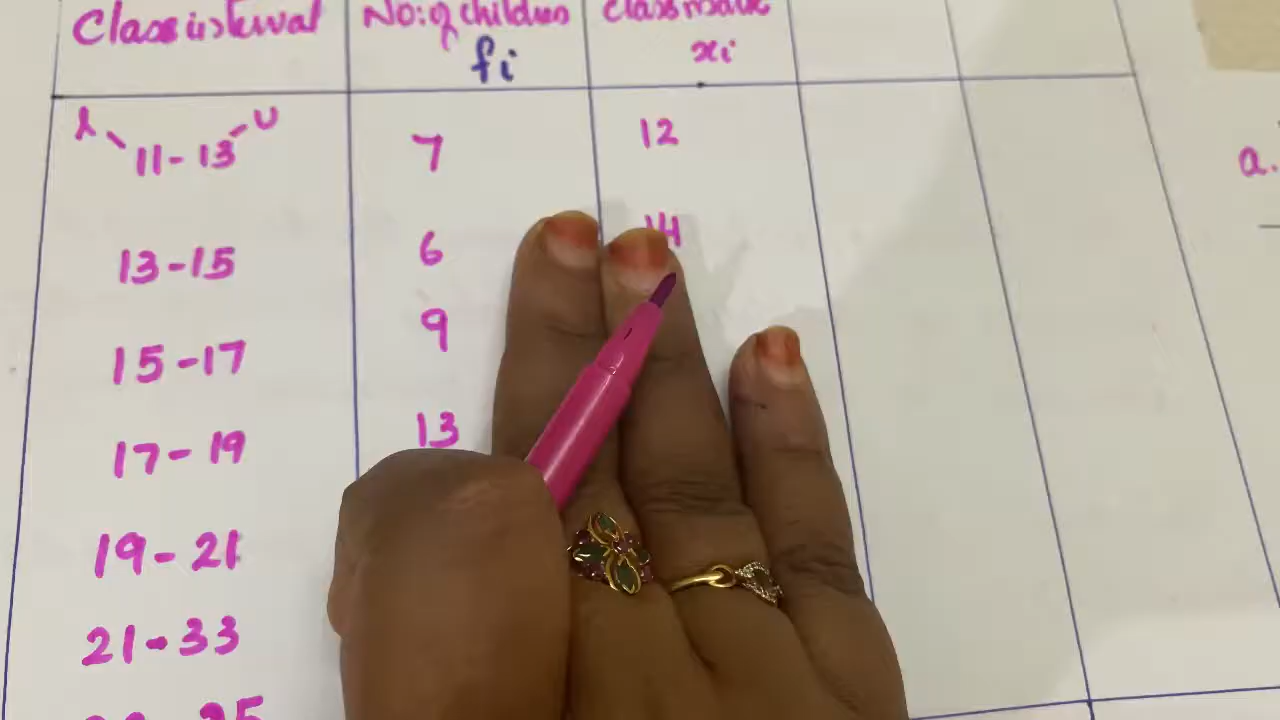 Class interval No: of children Class mark
fi xi
l U
11 - 13 7 12
13 - 15 6 14
15 - 17 9
17 - 19 13
19 - 21
21 - 33
35
a.